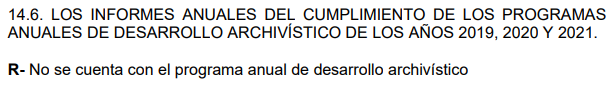 14.6. LOS INFORMES ANUALES DEL CUMPLIMIENTO DE LOS PROGRAMAS
ANUALES DE DESARROLLO ARCHIVÍSTICO DE LOS AÑOS 2019, 2020 Y 2021.
R- No se cuenta con el programa anual de desarrollo archivístico